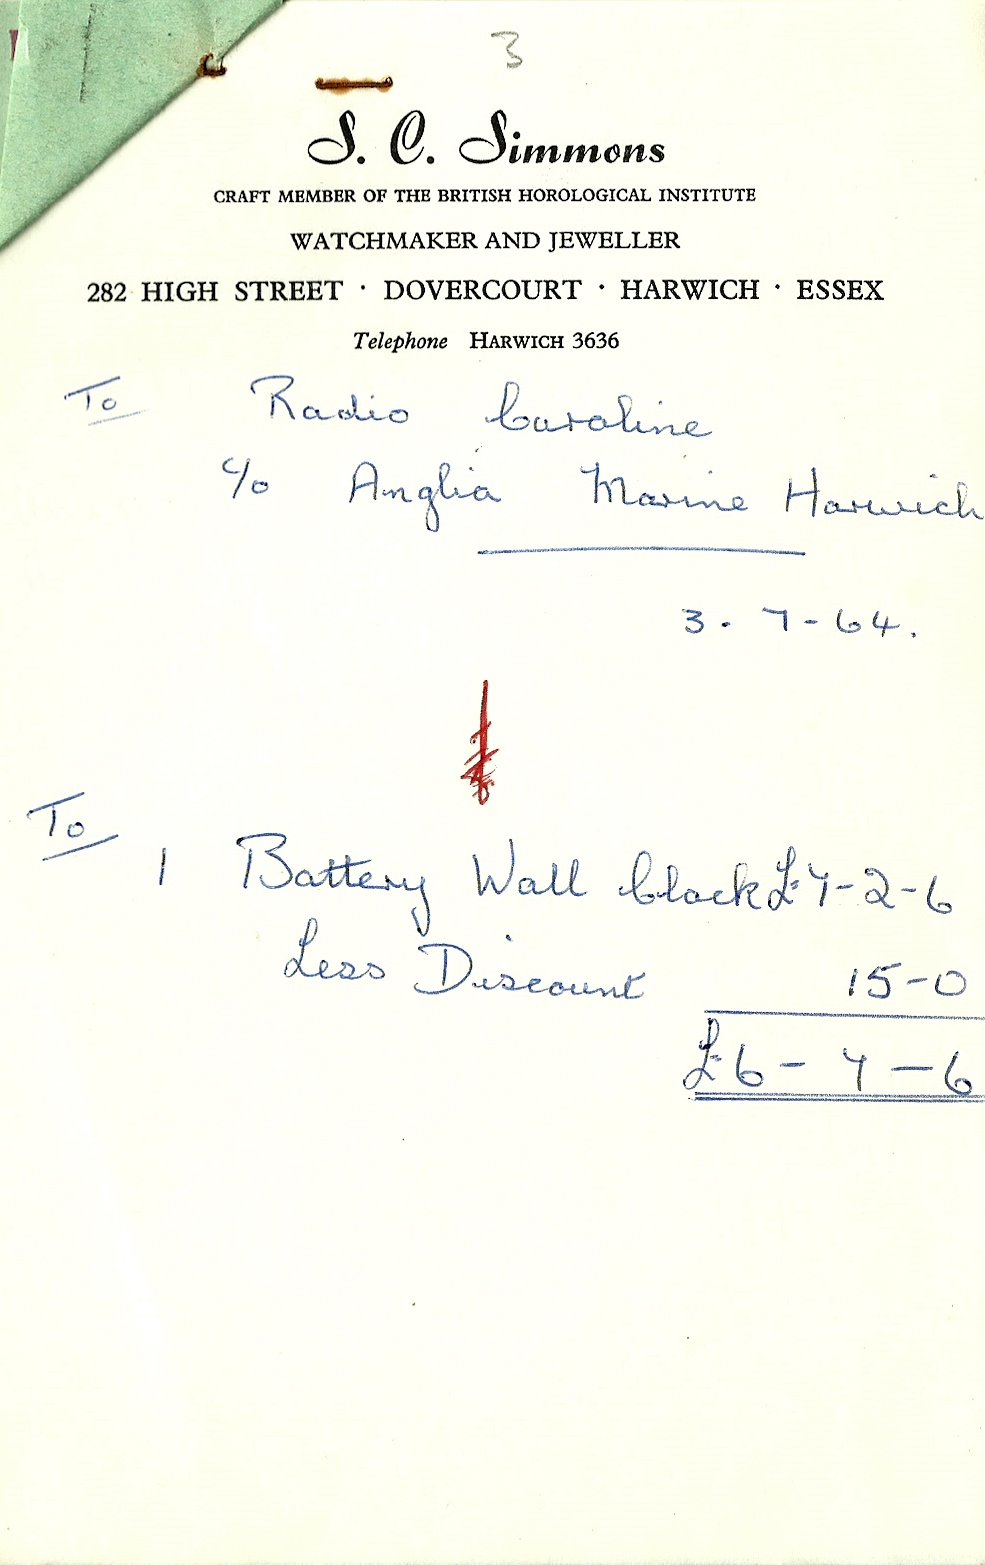 3
S. C. Simmons
CRAFT MEMBER OF THE BRITISH HOROLOGICAL INSTITUTE
WATCHMAKER AND JEWELLER
282 HIGH STREET · DOVERCOURT · HARWICH · ESSEX
Telephone HARWICH 3636
To Radio Caroline
c/o Anglia Marine Harwich
3. 7-64.
To
1 Battery Wall Clock £7-2-6
Less Discount 15-0
£6-7-6